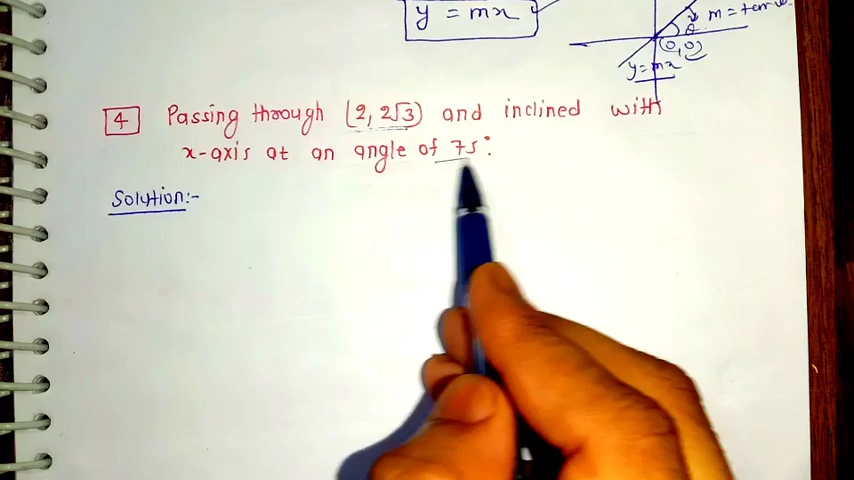 y = mx
m = tan
θ
(0,0)
y=mx
4 Passing through (2, 2√3) and inclined with
x-axis at an angle of 75°.
Solution:-